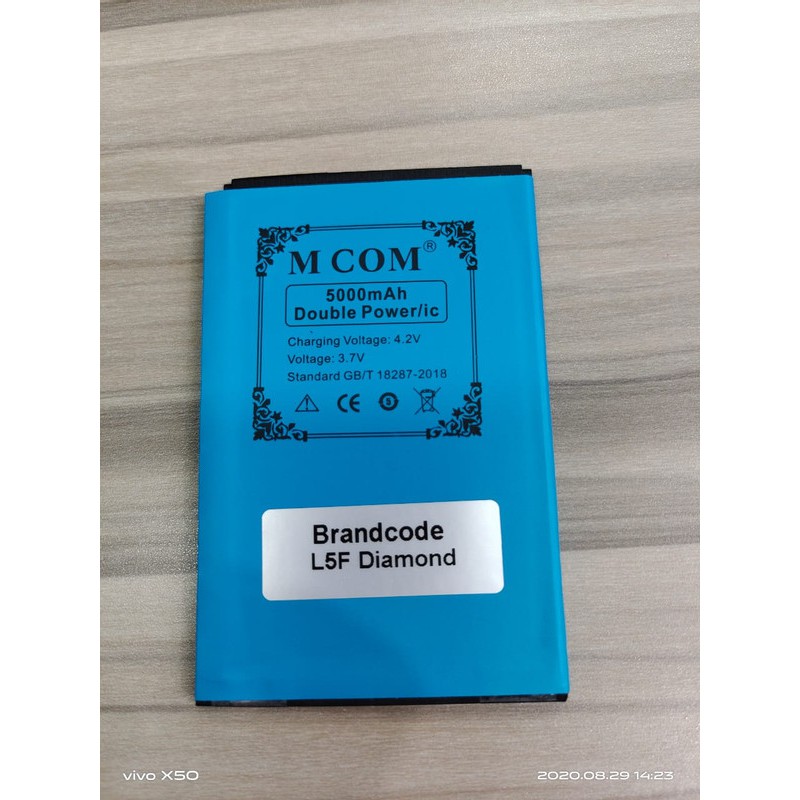 M COM®
5000mAh
Double Power/ic
Charging Voltage: 4.2V
Voltage: 3.7V
Standard GB/T 18287-2018
CE
Brandcode
L5F Diamond
vivo X50
2020.08.29 14:23